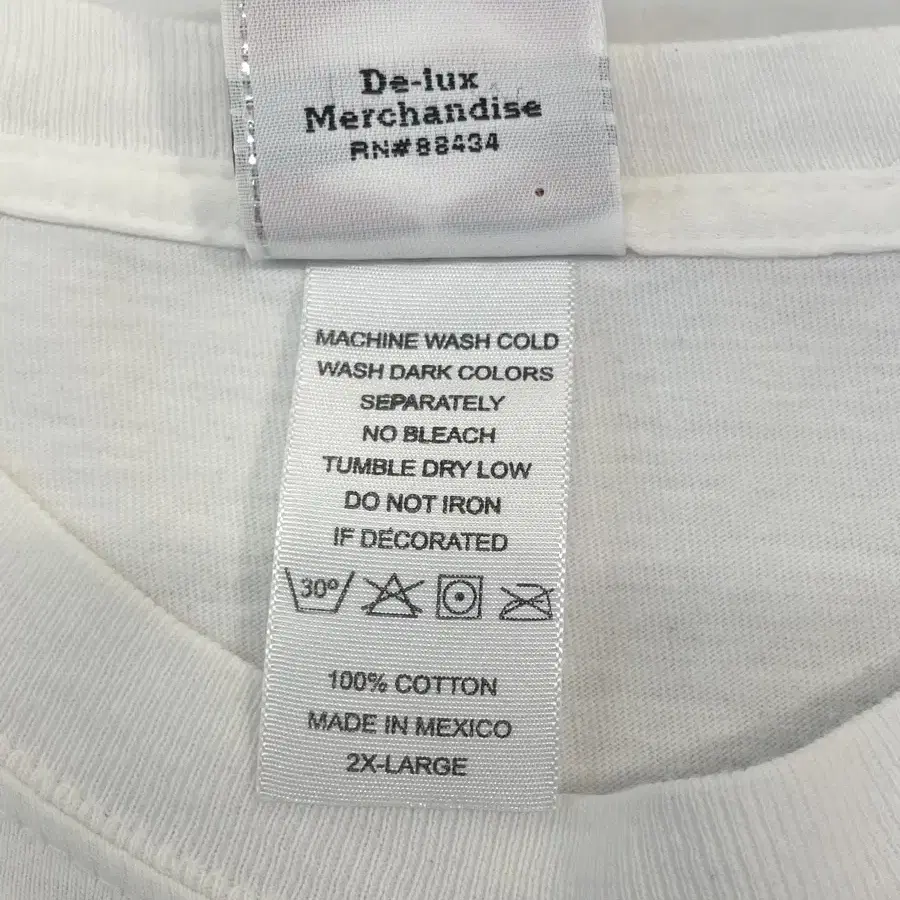 De-lux
Merchandise
RN#88434
MACHINE WASH COLD
WASH DARK COLORS
SEPARATELY
NO BLEACH
TUMBLE DRY LOW
DO NOT IRON
IF DECORATED
30°
100% COTTON
MADE IN MEXICO
2X-LARGE